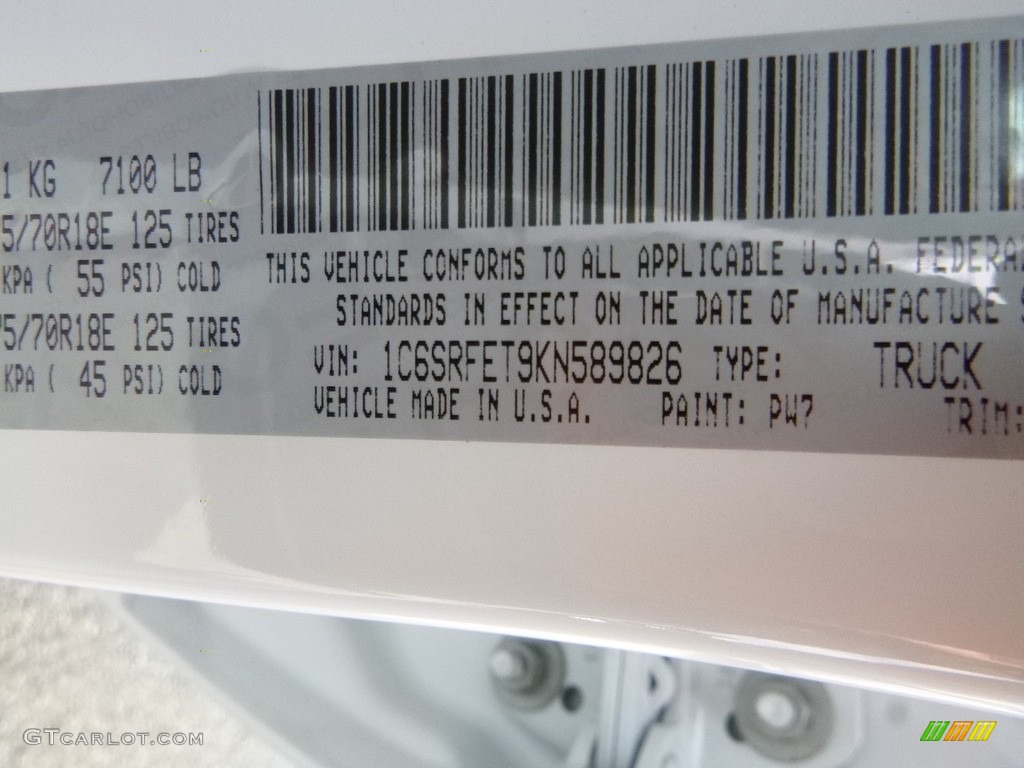 1 KG 7100 LB
5/70R18E 125 TIRES
KPA ( 55 PSI) COLD
75/70R18E 125 TIRES
KPA ( 45 PSI) COLD
THIS VEHICLE CONFORMS TO ALL APPLICABLE U.S.A. FEDERAL
STANDARDS IN EFFECT ON THE DATE OF MANUFACTURE S
VIN: 1C6SRFET9KN589826 TYPE: TRUCK
VEHICLE MADE IN U.S.A. PAINT: PW7 TRIM:
GTCARLOT.COM